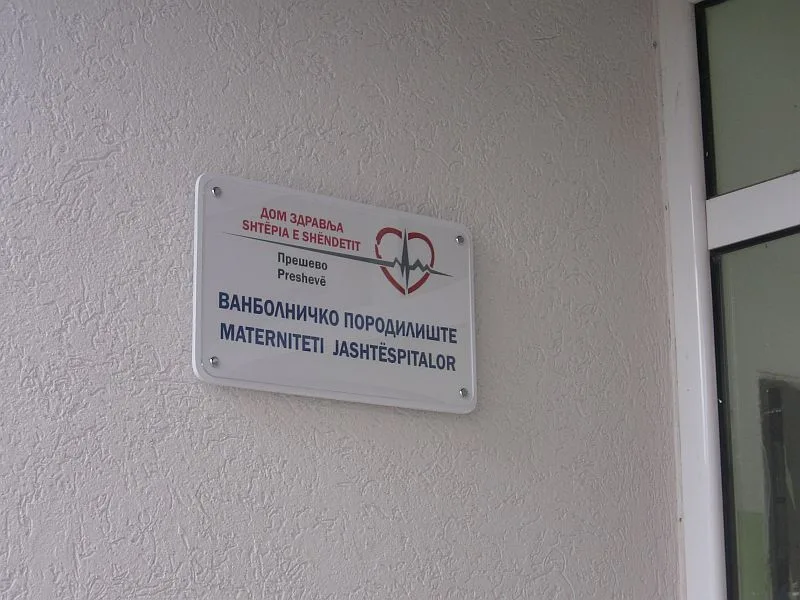 ДОМ ЗДРАВЉА
SHTËPIA E SHËNDETIT
Прешево
Preshevë
ВАНБОЛНИЧКО ПОРОДИЛИШТЕ
MATERNITETI JASHTËSPITALOR